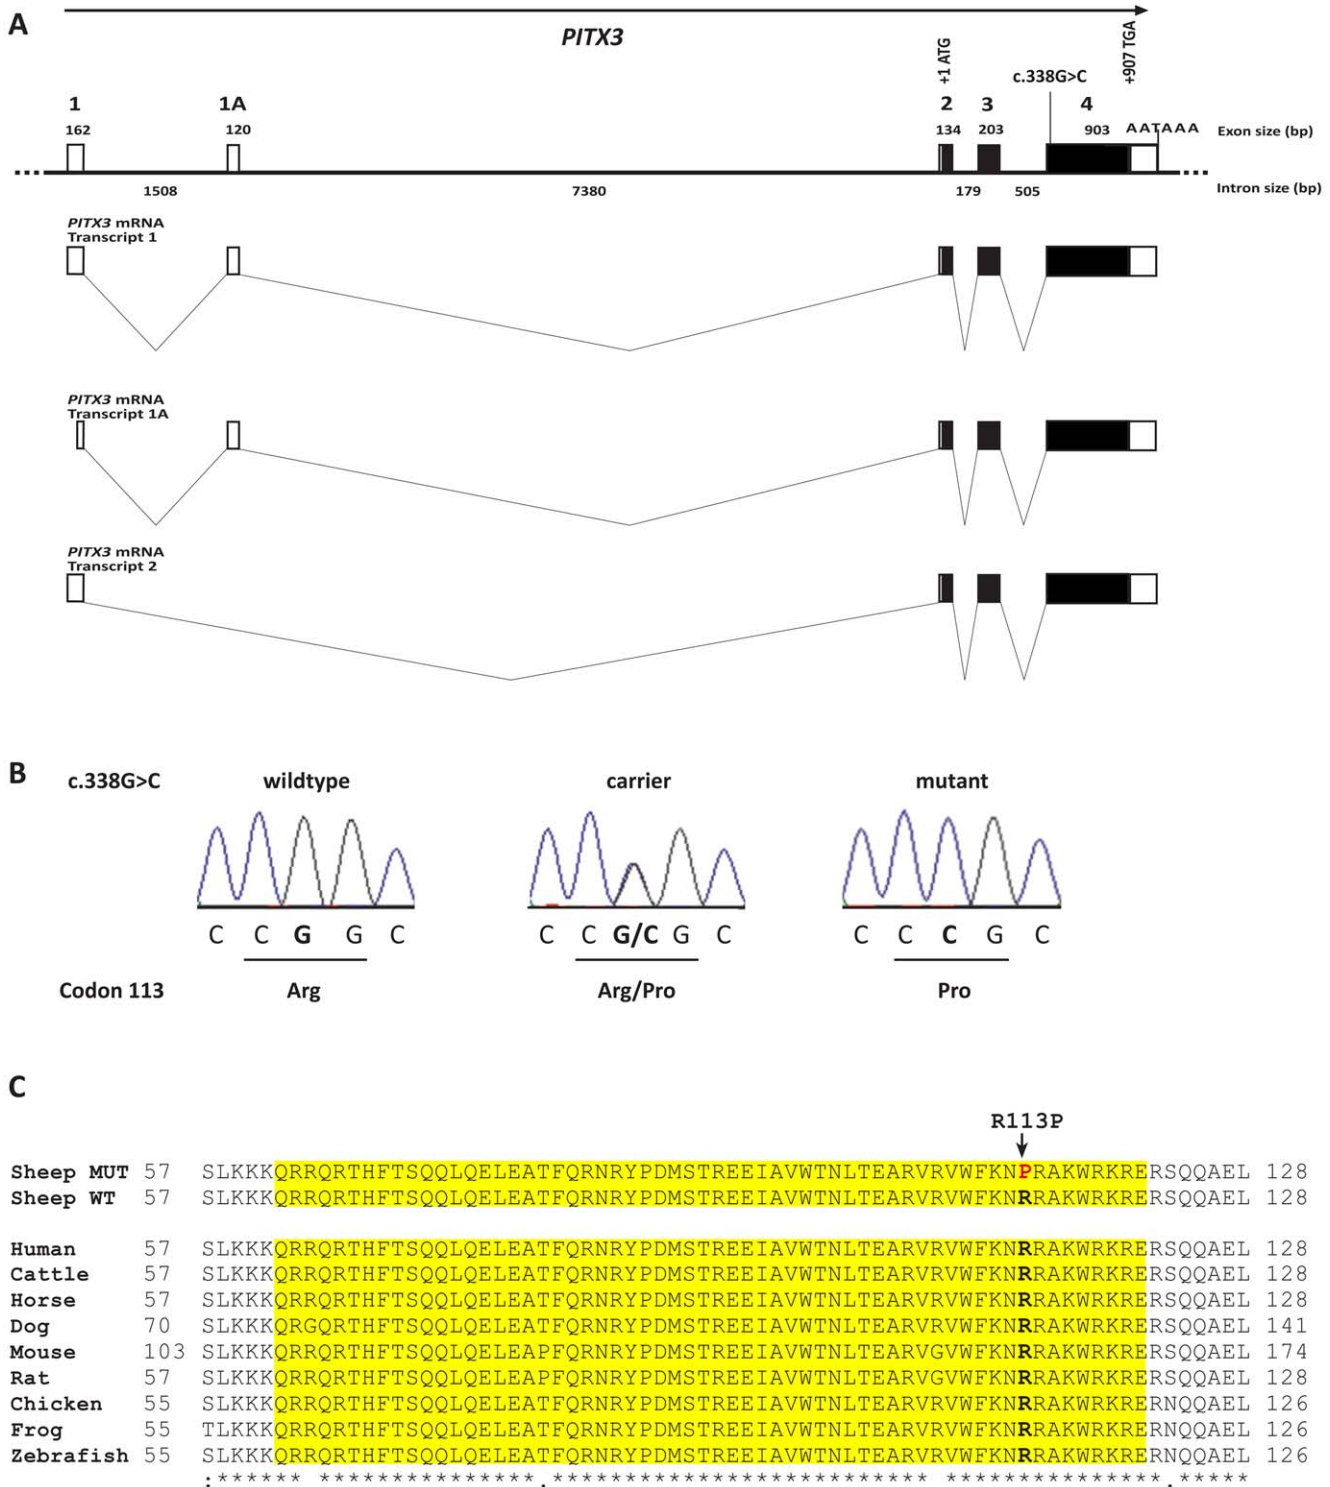 A
PITX3
+1 ATG
+907 TGA
c.338G>C
1 1A 2 3 4
162 120 134 203 903 AATAAA Exon size (bp)
1508 7380 179 505 Intron size (bp)
PITX3 mRNA
Transcript 1
PITX3 mRNA
Transcript 1A
PITX3 mRNA
Transcript 2
B c.338G>C wildtype carrier mutant
C C G G C C C G/C G C C C C G C
Codon 113 Arg Arg/Pro Pro
C
R113P
Sheep MUT 57 SLKKKQRRQRTHFTSQQLQELEATFQRNRYPDMSTREEIAVWTNLTEARVRVWFKNPRAKWRKRERSQQAEL 128
Sheep WT 57 SLKKKQRRQRTHFTSQQLQELEATFQRNRYPDMSTREEIAVWTNLTEARVRVWFKNRRAKWRKRERSQQAEL 128
Human 57 SLKKKQRRQRTHFTSQQLQELEATFQRNRYPDMSTREEIAVWTNLTEARVRVWFKNRRAKWRKRERSQQAEL 128
Cattle 57 SLKKKQRRQRTHFTSQQLQELEATFQRNRYPDMSTREEIAVWTNLTEARVRVWFKNRRAKWRKRERSQQAEL 128
Horse 57 SLKKKQRRQRTHFTSQQLQELEATFQRNRYPDMSTREEIAVWTNLTEARVRVWFKNRRAKWRKRERSQQAEL 128
Dog 70 SLKKKQRGQRTHFTSQQLQELEATFQRNRYPDMSTREEIAVWTNLTEARVRVWFKNRRAKWRKRERSQQAEL 141
Mouse 103 SLKKKQRRQRTHFTSQQLQELEAPFQRNRYPDMSTREEIAVWTNLTEARVGVWFKNRRAKWRKRERSQQAEL 174
Rat 57 SLKKKQRRQRTHFTSQQLQELEAPFQRNRYPDMSTREEIAVWTNLTEARVGVWFKNRRAKWRKRERSQQAEL 128
Chicken 55 SLKKKQRRQRTHFTSQQLQELEATFQRNRYPDMSTREEIAVWTNLTEARVRVWFKNRRAKWRKRERNQQAEL 126
Frog 55 TLKKKQRRQRTHFTSQQLQELEATFQRNRYPDMSTREEIAVWTNLTEARVRVWFKNRRAKWRKRERNQQAEL 126
Zebrafish 55 SLKKKQRRQRTHFTSQQLQELEATFQRNRYPDMSTREEIAVWTNLTEARVRVWFKNRRAKWRKRERNQQAEL 126
:****** ***************.************************** ***************.*****